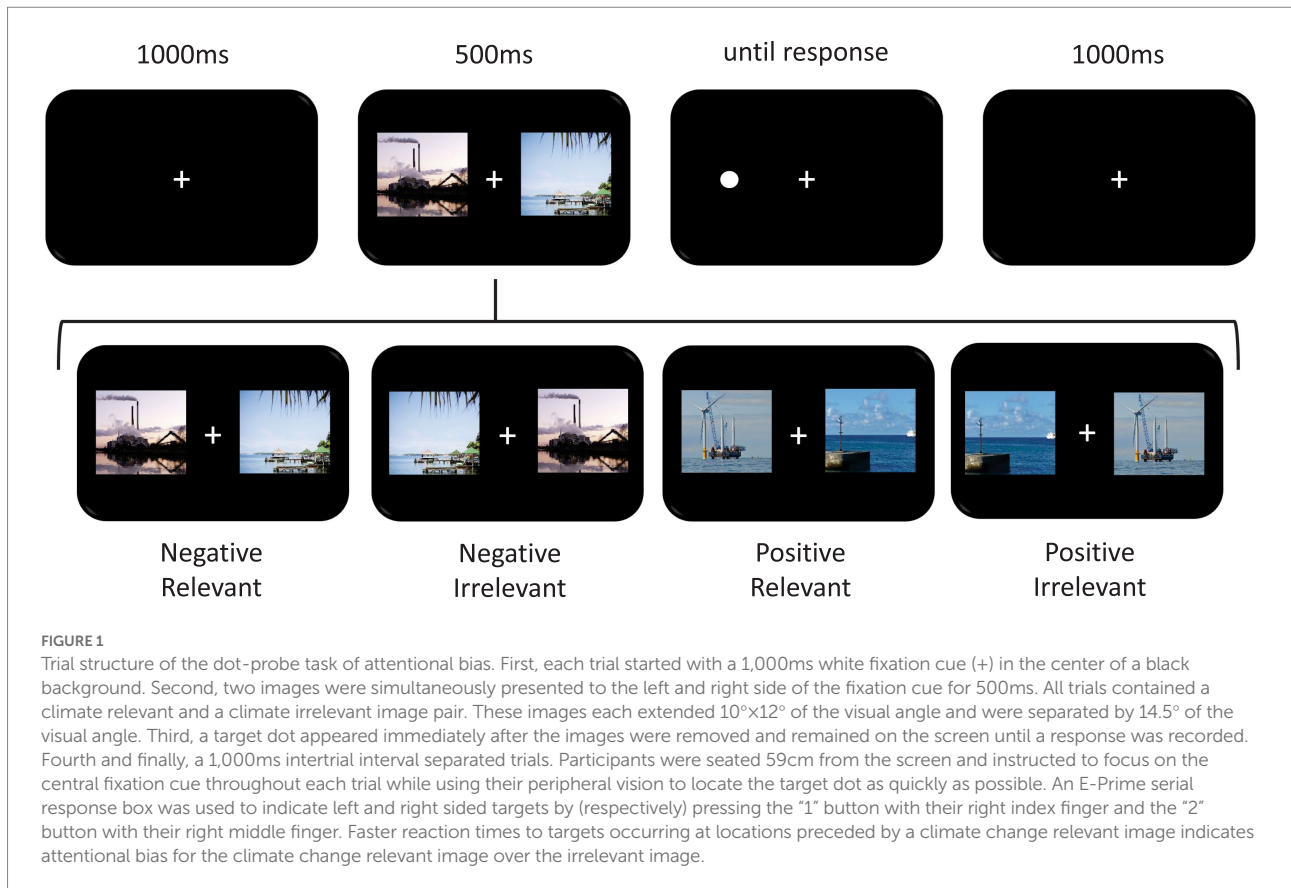 1000ms 500ms until response 1000ms
+ + + +
+ + + +
Negative Negative Positive Positive
Relevant Irrelevant Relevant Irrelevant
FIGURE 1
Trial structure of the dot-probe task of attentional bias. First, each trial started with a 1,000ms white fixation cue (+) in the center of a black
background. Second, two images were simultaneously presented to the left and right side of the fixation cue for 500ms. All trials contained a
climate relevant and a climate irrelevant image pair. These images each extended 10°×12° of the visual angle and were separated by 14.5° of the
visual angle. Third, a target dot appeared immediately after the images were removed and remained on the screen until a response was recorded.
Fourth and finally, a 1,000ms intertrial interval separated trials. Participants were seated 59cm from the screen and instructed to focus on the
central fixation cue throughout each trial while using their peripheral vision to locate the target dot as quickly as possible. An E-Prime serial
response box was used to indicate left and right sided targets by (respectively) pressing the “1” button with their right index finger and the “2”
button with their right middle finger. Faster reaction times to targets occurring at locations preceded by a climate change relevant image indicates
attentional bias for the climate change relevant image over the irrelevant image.